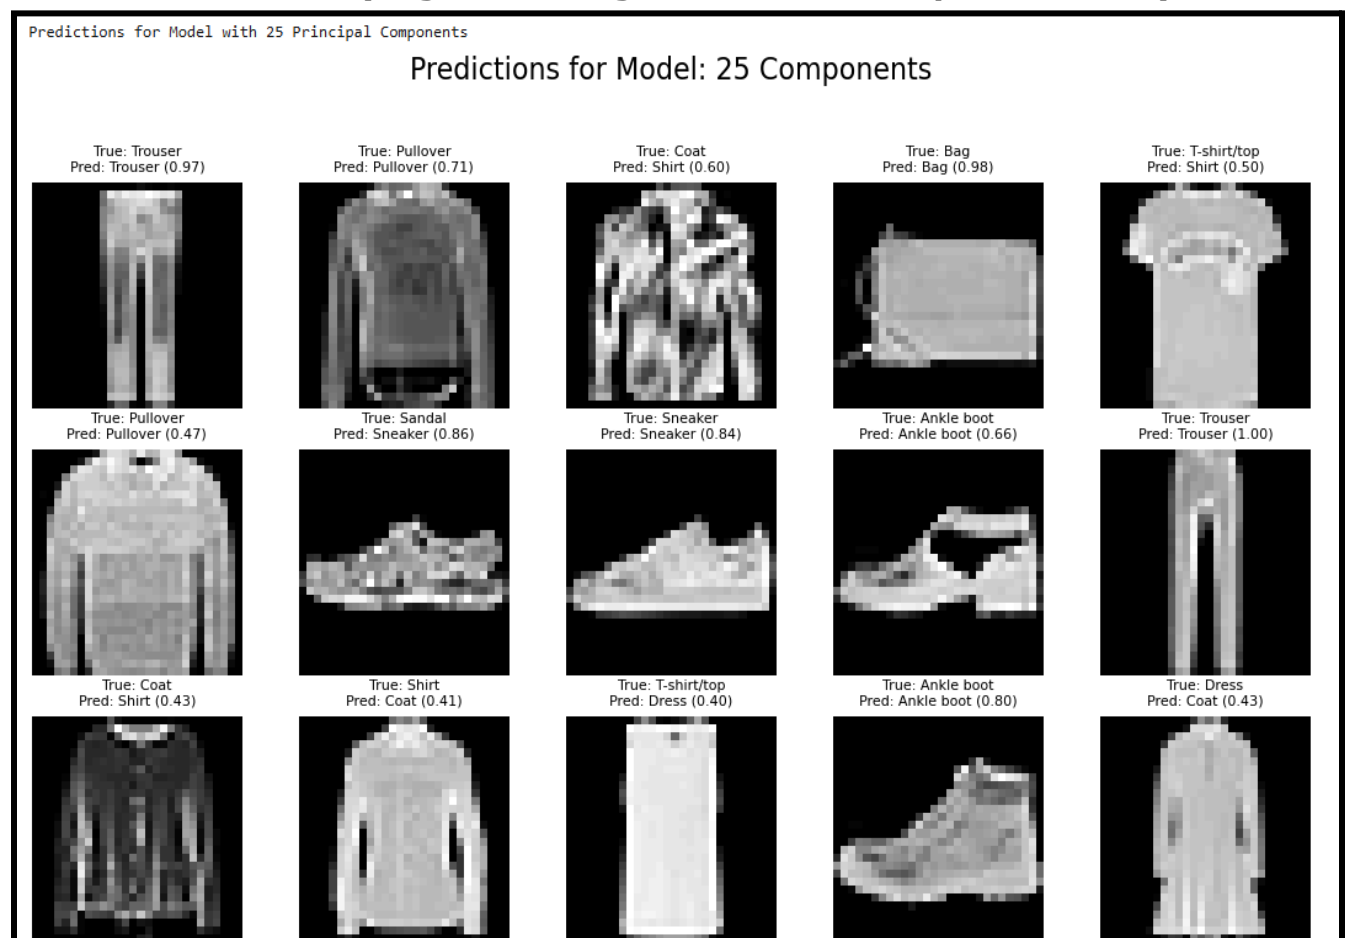 Predictions for Model with 25 Principal Components
Predictions for Model: 25 Components
True: Trouser
Pred: Trouser (0.97)
True: Pullover
Pred: Pullover (0.71)
True: Coat
Pred: Shirt (0.60)
True: Bag
Pred: Bag (0.98)
True: T-shirt/top
Pred: Shirt (0.50)
True: Pullover
Pred: Pullover (0.47)
True: Sandal
Pred: Sneaker (0.86)
True: Sneaker
Pred: Sneaker (0.84)
True: Ankle boot
Pred: Ankle boot (0.66)
True: Trouser
Pred: Trouser (1.00)
True: Coat
Pred: Shirt (0.43)
True: Shirt
Pred: Coat (0.41)
True: T-shirt/top
Pred: Dress (0.40)
True: Ankle boot
Pred: Ankle boot (0.80)
True: Dress
Pred: Coat (0.43)